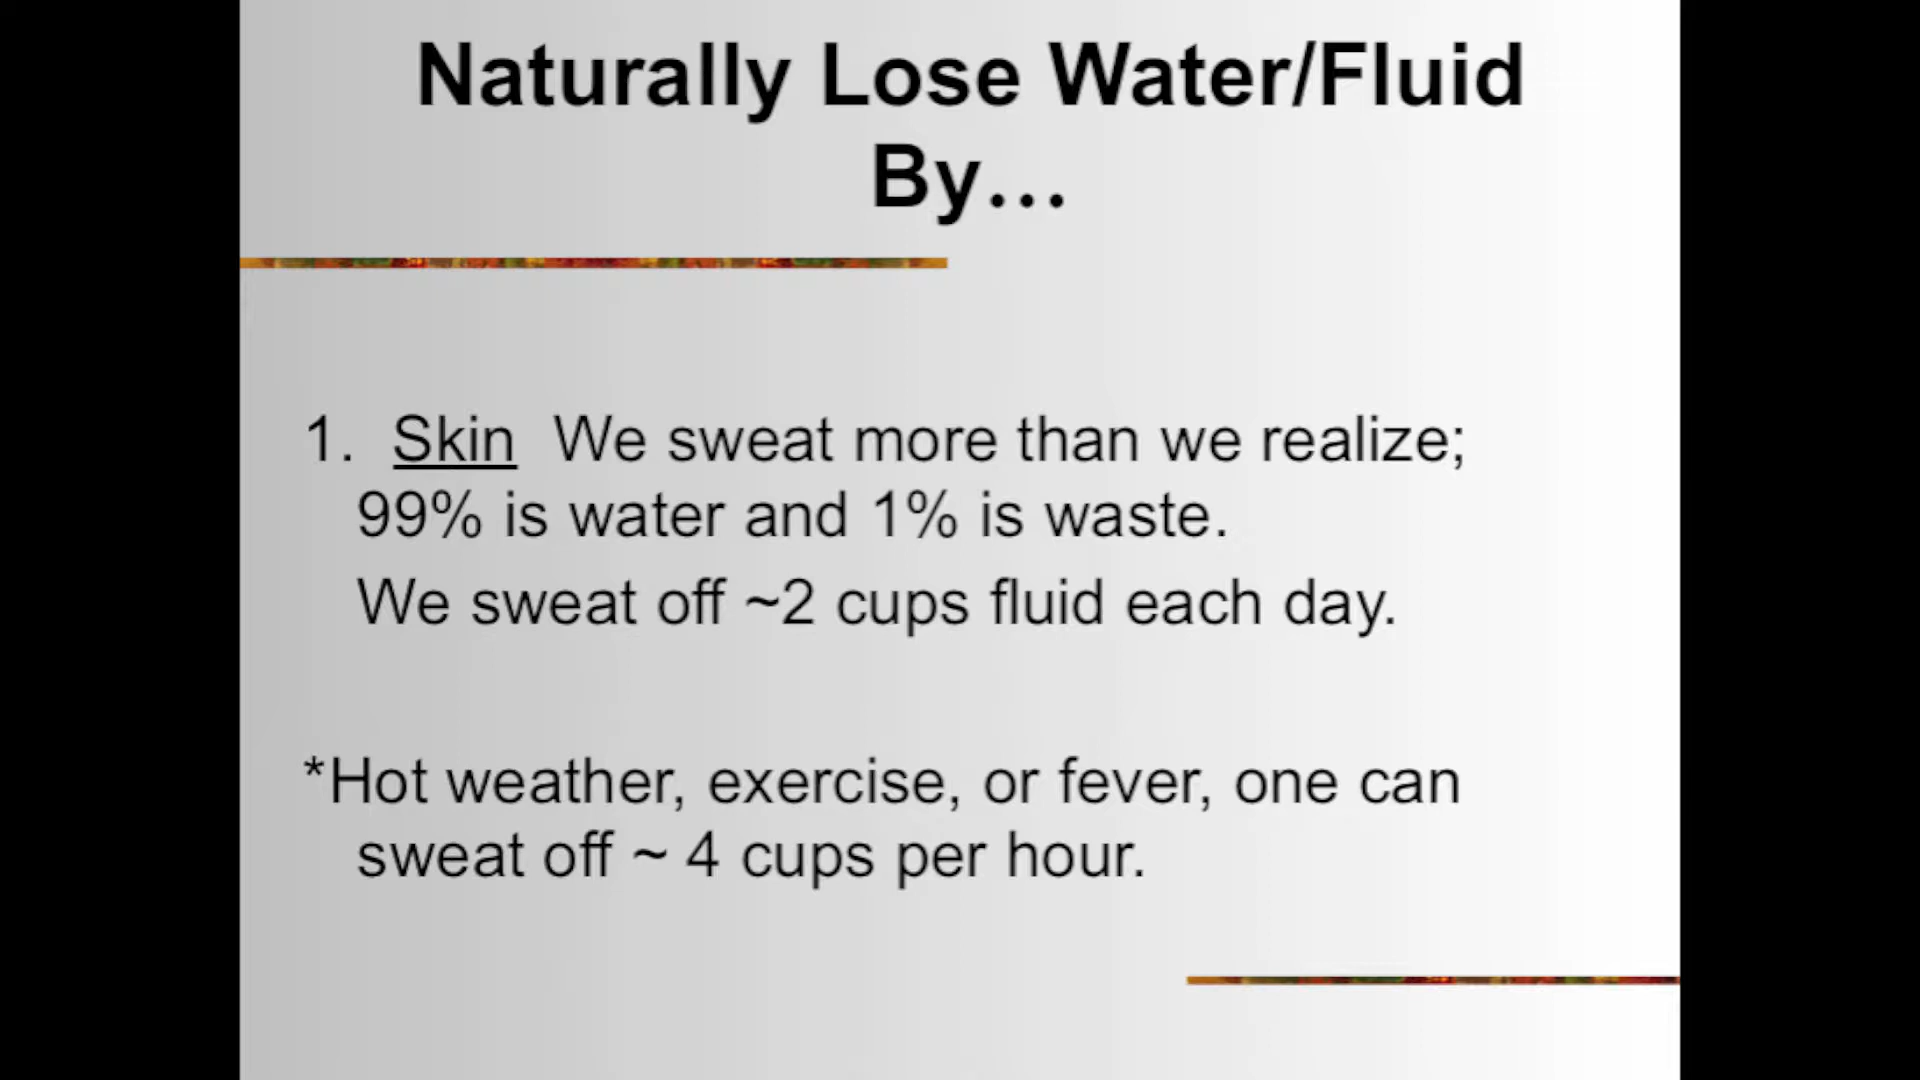 Naturally Lose Water/Fluid
By…
1. Skin We sweat more than we realize;
99% is water and 1% is waste.
We sweat off ~2 cups fluid each day.
*Hot weather, exercise, or fever, one can
sweat off ~ 4 cups per hour.